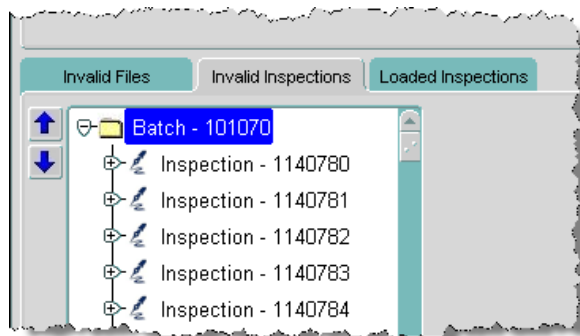 Invalid Files Invalid Inspections Loaded Inspections
Batch - 101070
Inspection - 1140780
Inspection - 1140781
Inspection - 1140782
Inspection - 1140783
Inspection - 1140784